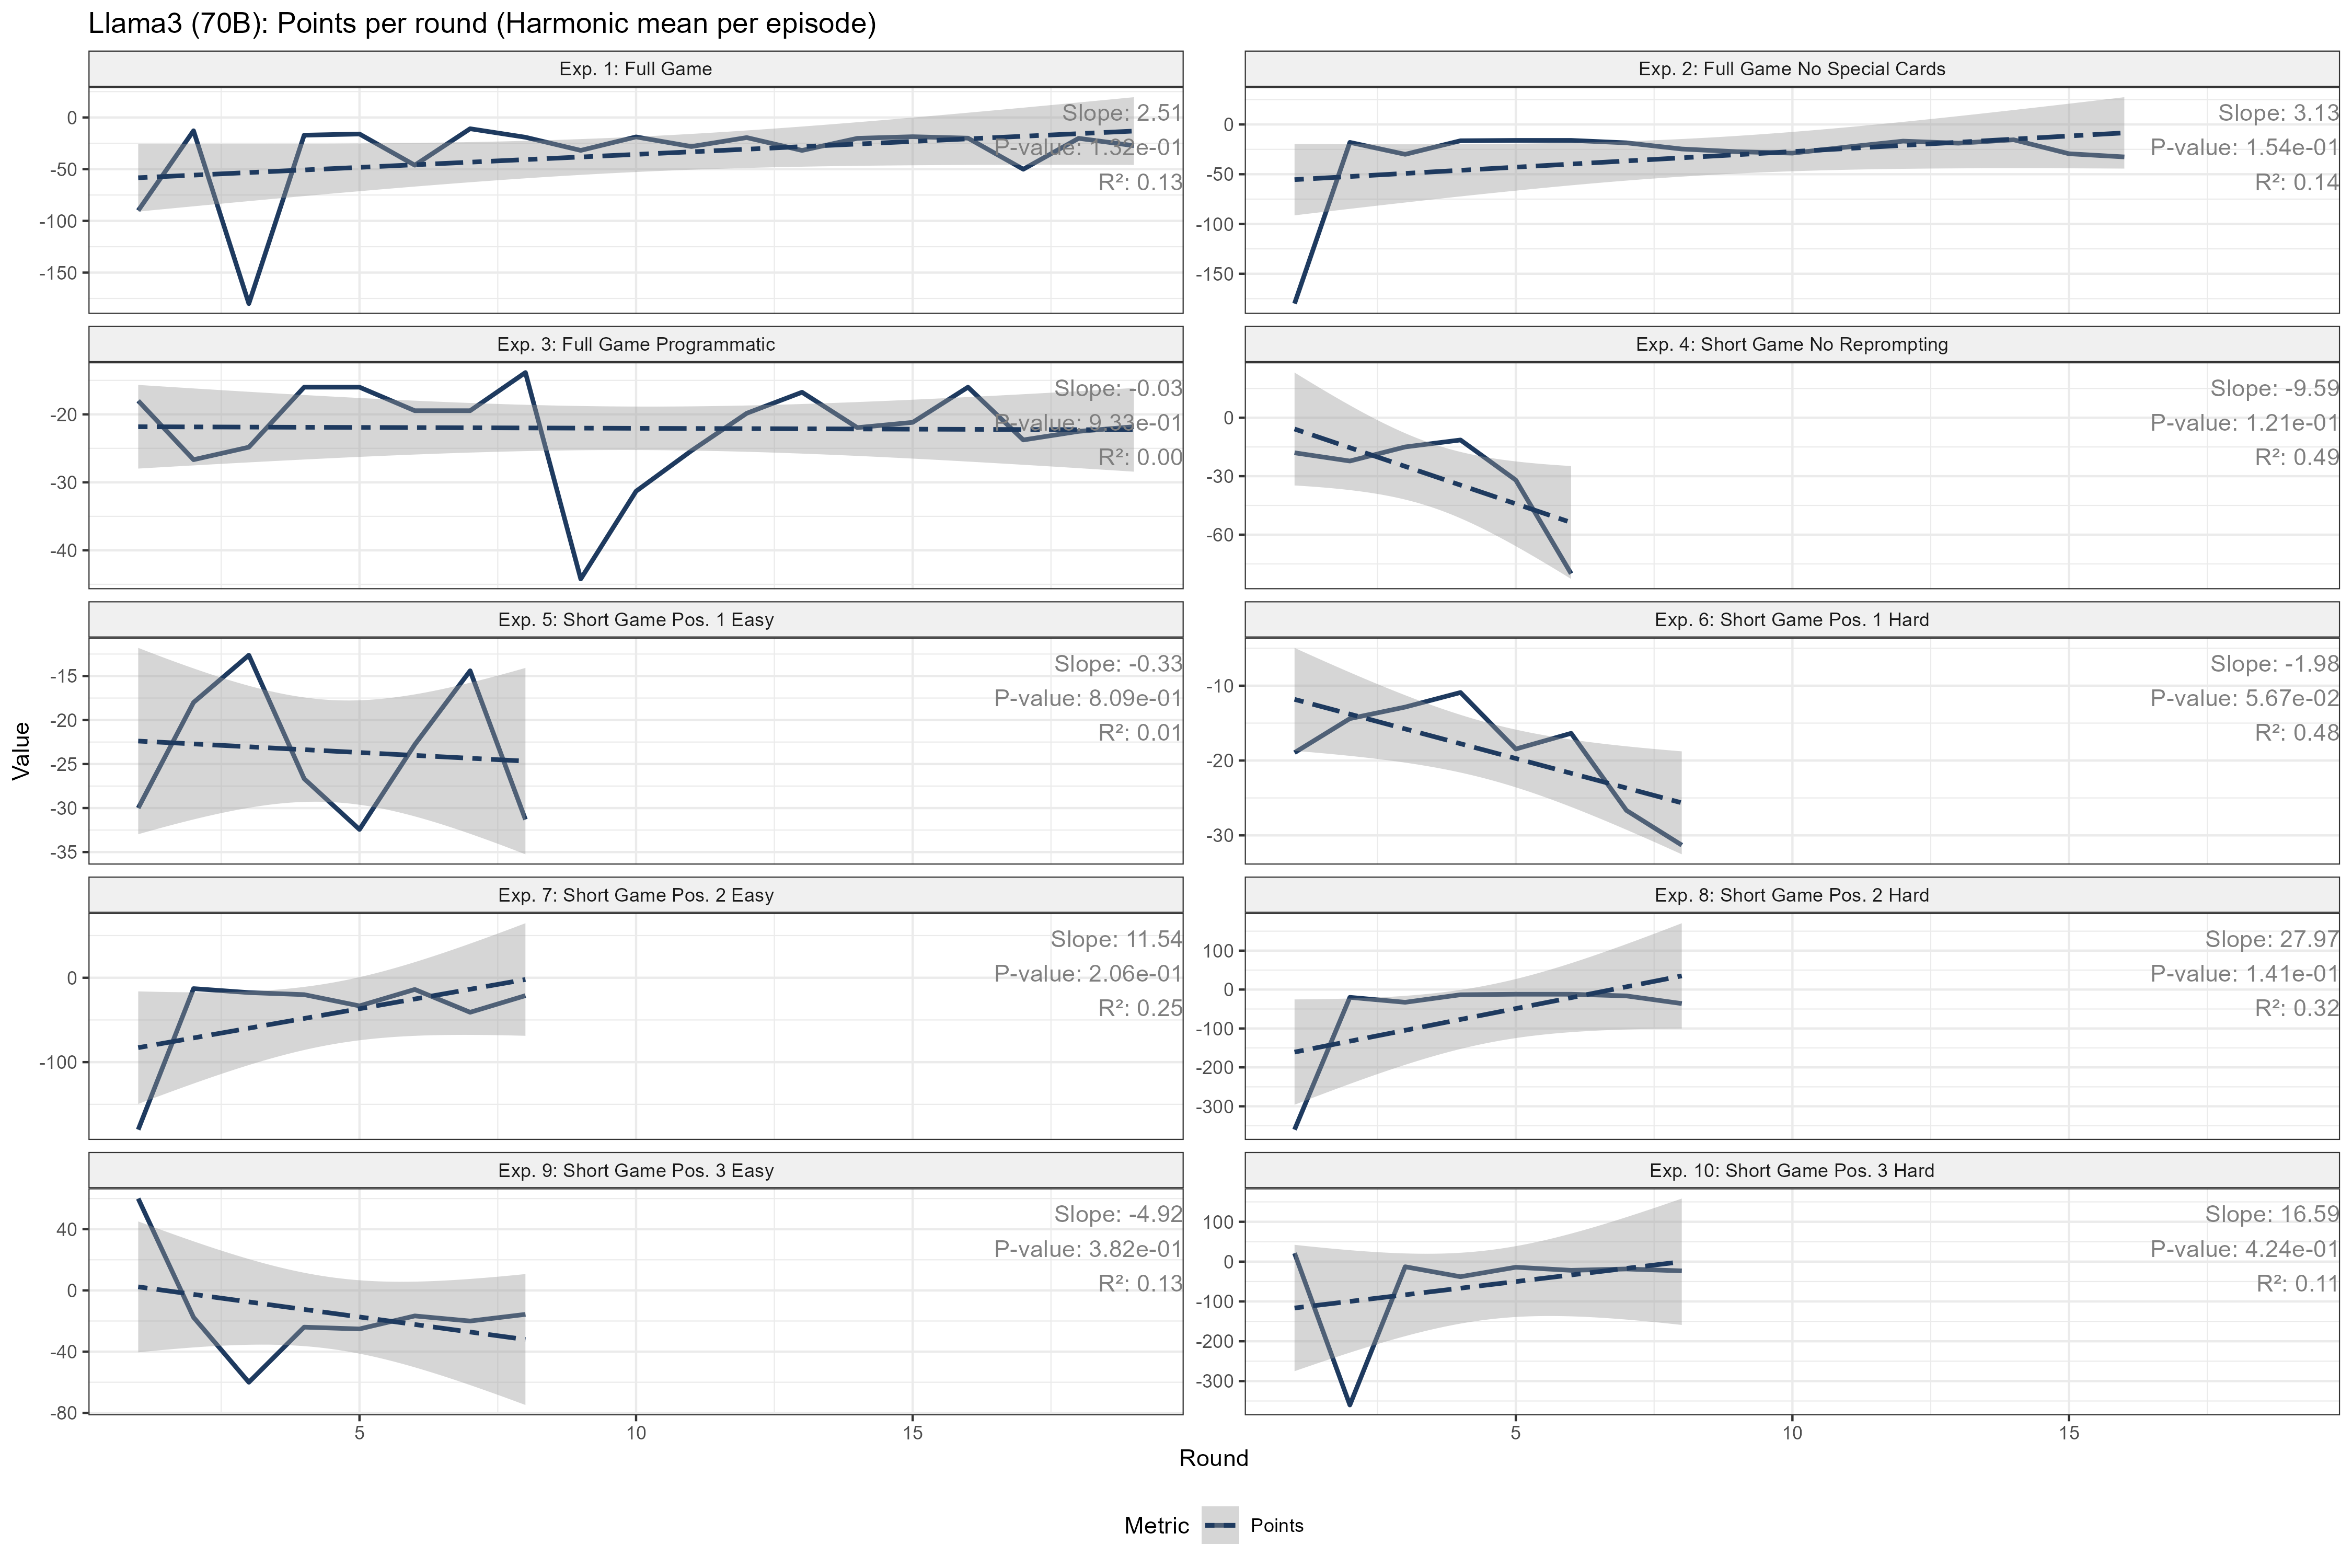 Llama3 (70B): Points per round (Harmonic mean per episode)
Exp. 1: Full Game
0
-50
-100
-150
Slope: 2.51
P-value: 1.32e-01
R²: 0.13
Exp. 2: Full Game No Special Cards
0
-50
-100
-150
Slope: 3.13
P-value: 1.54e-01
R²: 0.14
Exp. 3: Full Game Programmatic
-20
-30
-40
Slope: -0.03
P-value: 9.33e-01
R²: 0.00
Exp. 4: Short Game No Reprompting
0
-30
-60
Slope: -9.59
P-value: 1.21e-01
R²: 0.49
Exp. 5: Short Game Pos. 1 Easy
-15
-20
-25
-30
-35
Slope: -0.33
P-value: 8.09e-01
R²: 0.01
Exp. 6: Short Game Pos. 1 Hard
-10
-20
-30
Slope: -1.98
P-value: 5.67e-02
R²: 0.48
Value
Exp. 7: Short Game Pos. 2 Easy
0
-100
Slope: 11.54
P-value: 2.06e-01
R²: 0.25
Exp. 8: Short Game Pos. 2 Hard
100
0
-100
-200
-300
Slope: 27.97
P-value: 1.41e-01
R²: 0.32
Exp. 9: Short Game Pos. 3 Easy
40
0
-40
-80
Slope: -4.92
P-value: 3.82e-01
R²: 0.13
5 10 15
Exp. 10: Short Game Pos. 3 Hard
100
0
-100
-200
-300
Slope: 16.59
P-value: 4.24e-01
R²: 0.11
5 10 15
Round
Metric Points